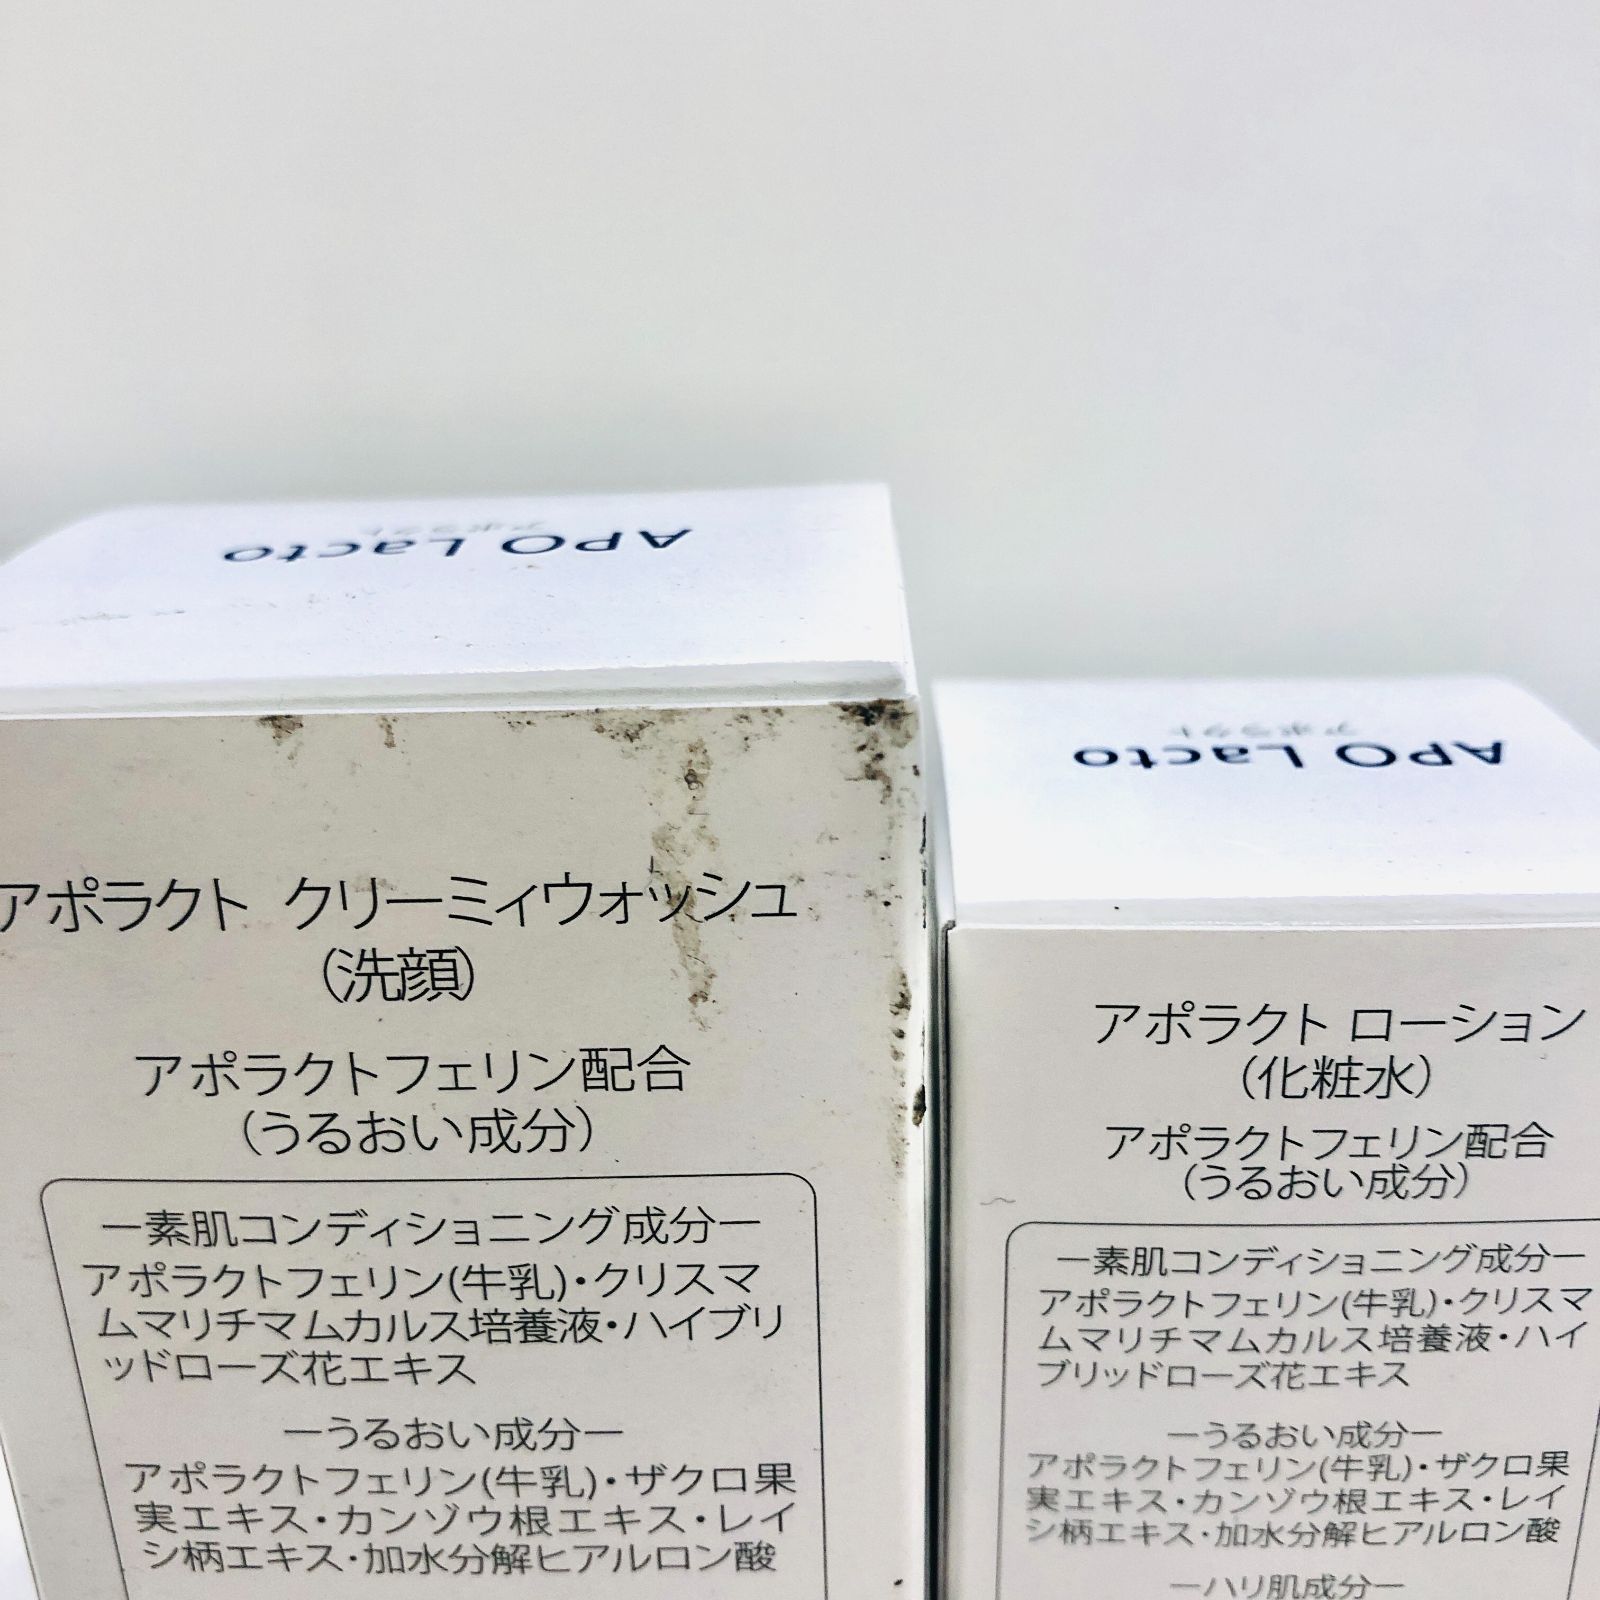 APO Lacto
アポラクト
アポラクト クリーミィウォッシュ
(洗顔)
アポラクトフェリン配合
(うるおい成分)
ー素肌コンディショニング成分ー
アポラクトフェリン(牛乳)・クリスマ
ムマリチマムカルス培養液・ハイブリ
ッドローズ花エキス
ーうるおい成分ー
アポラクトフェリン(牛乳)・ザクロ果
実エキス・カンゾウ根エキス・レイ
シ柄エキス・加水分解ヒアルロン酸
APO Lacto
アポラクト
アポラクト ローション
(化粧水)
アポラクトフェリン配合
(うるおい成分)
ー素肌コンディショニング成分ー
アポラクトフェリン(牛乳)・クリスマ
ムマリチマムカルス培養液・ハイ
ブリッドローズ花エキス
ーうるおい成分ー
アポラクトフェリン(牛乳)・ザクロ果
実エキス・カンゾウ根エキス・レイ
シ柄エキス・加水分解ヒアルロン酸
ーハリ肌成分ー